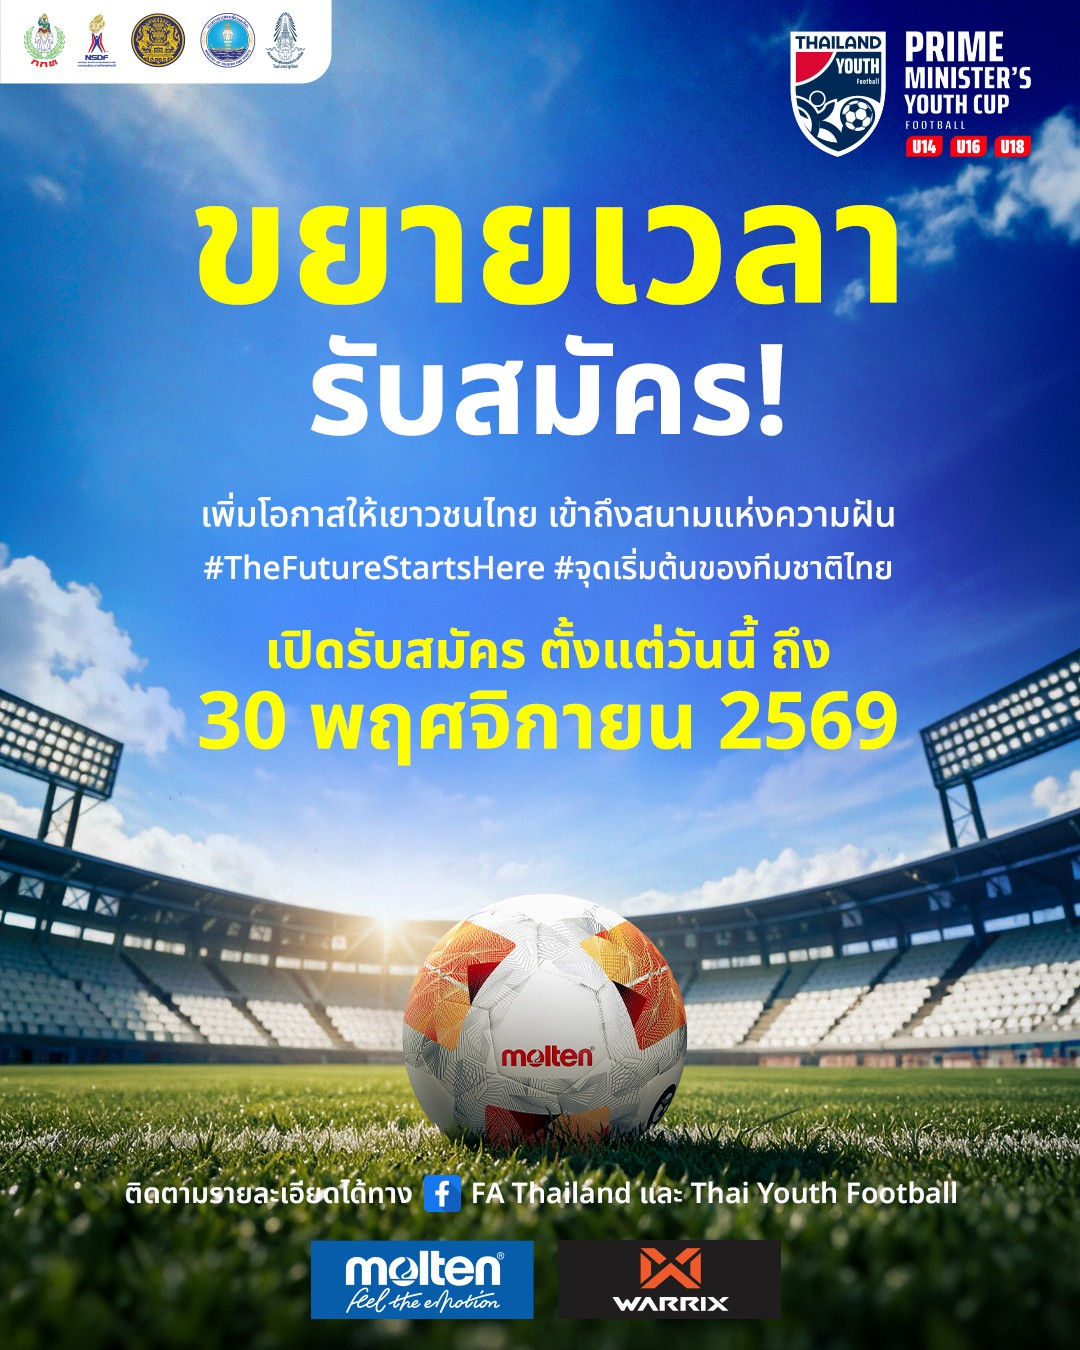 กกท
NSDF
THAILAND
YOUTH
Football
PRIME
MINISTER'S
YOUTH CUP
FOOTBALL
U14 U16 U18
ขยายเวลา
รับสมัคร!
เพิ่มโอกาสให้เยาวชนไทย เข้าถึงสนามแห่งความฝัน
#TheFutureStartsHere #จุดเริ่มต้นของทีมชาติไทย
เปิดรับสมัคร ตั้งแต่วันนี้ ถึง
30 พฤศจิกายน 2569
molten
ติดตามรายละเอียดได้ทาง f FA Thailand และ Thai Youth Football
molten®
feel the emotion
WARRIX